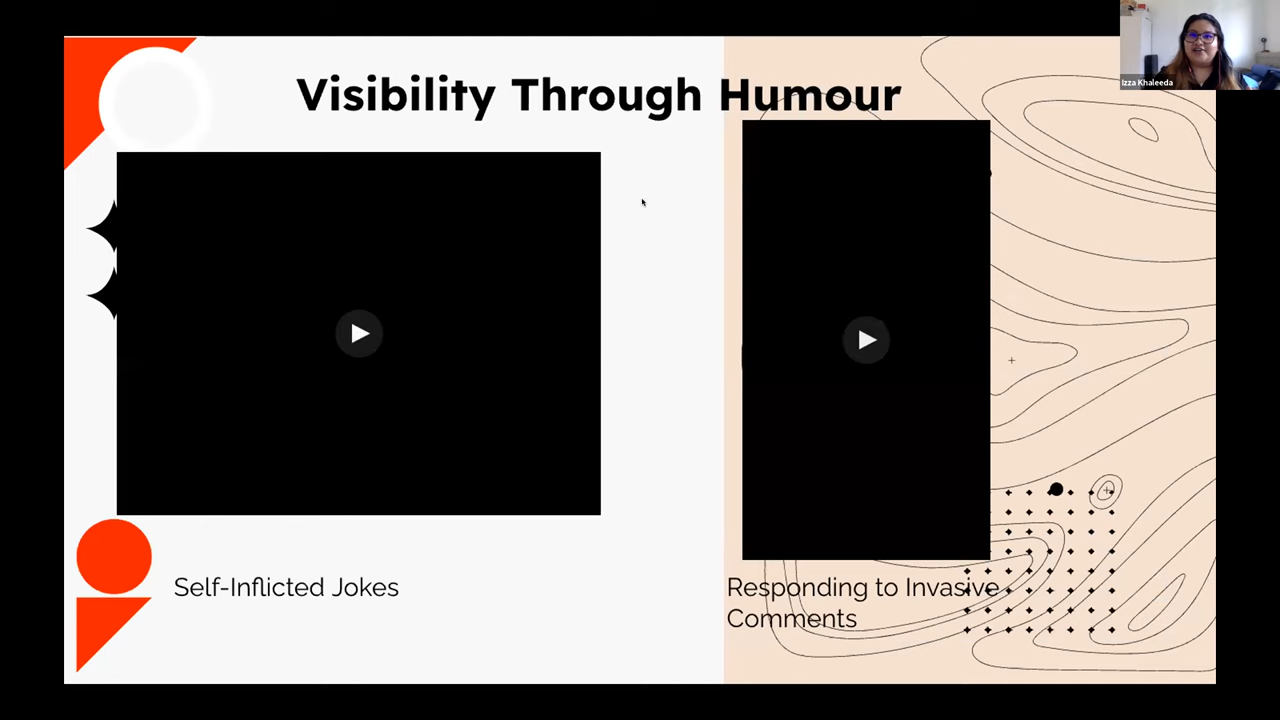 Visibility Through Humour
Izza Khaleeda
Self-Inflicted Jokes
Responding to Invasive
Comments